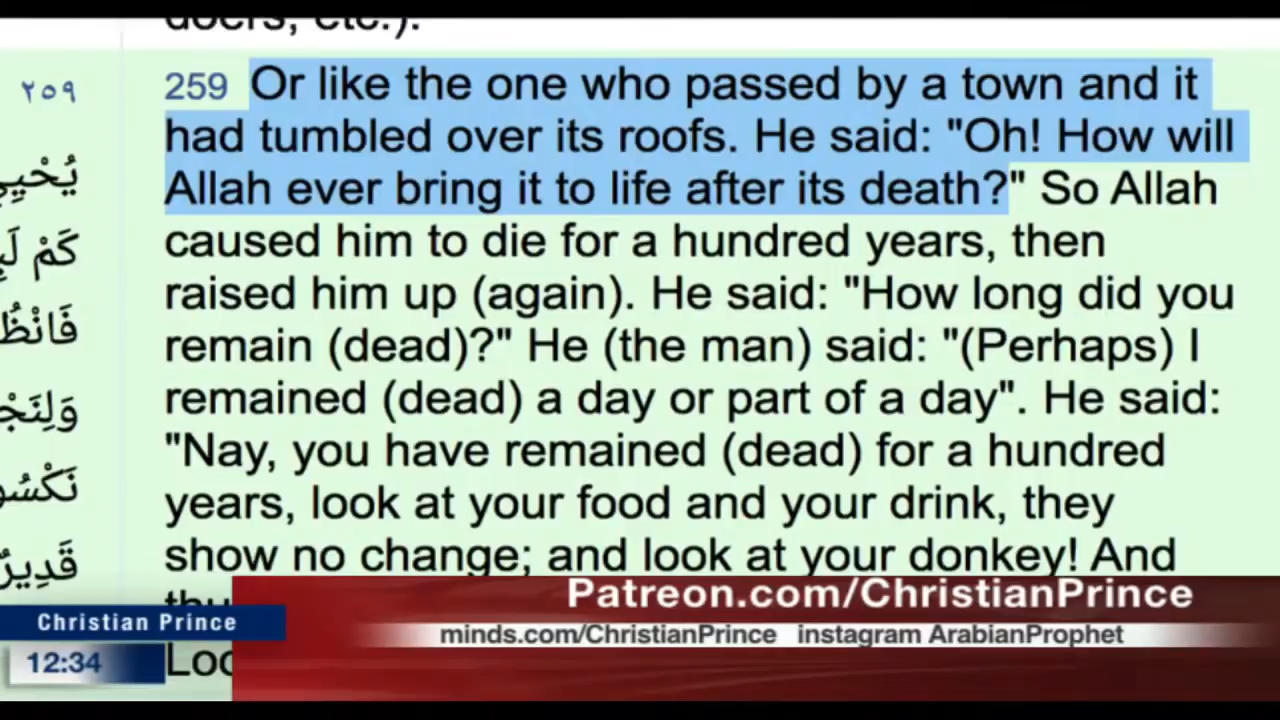 doers, etc.).
٢٥٩
كَمْ
259 Or like the one who passed by a town and it
had tumbled over its roofs. He said: "Oh! How will
Allah ever bring it to life after its death?" So Allah
caused him to die for a hundred years, then
raised him up (again). He said: "How long did you
remain (dead)?" He (the man) said: "(Perhaps) I
remained (dead) a day or part of a day". He said:
"Nay, you have remained (dead) for a hundred
years, look at your food and your drink, they
show no change; and look at your donkey! And
Patreon.com/ChristianPrince
Christian Prince
minds.com/ChristianPrince instagram ArabianProphet
12:34